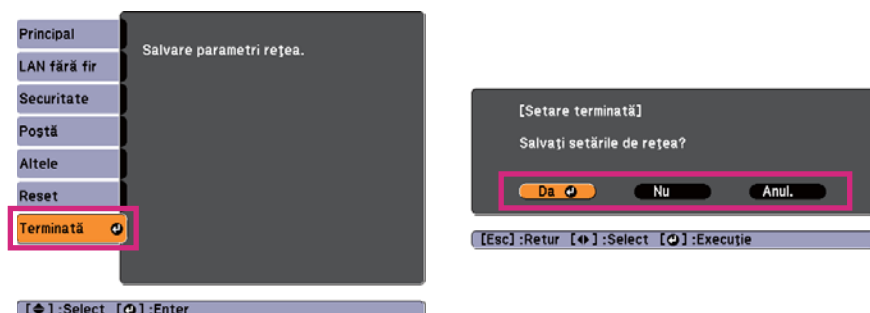 Principal
LAN fără fir
Securitate
Poştă
Altele
Reset
Terminată
Salvare parametri reţea.
[ ] :Select [ ] :Enter
[Setare terminată]
Salvaţi setările de reţea?
Da Nu Anul.
[Esc] :Retur [ ] :Select [ ] :Execuţie